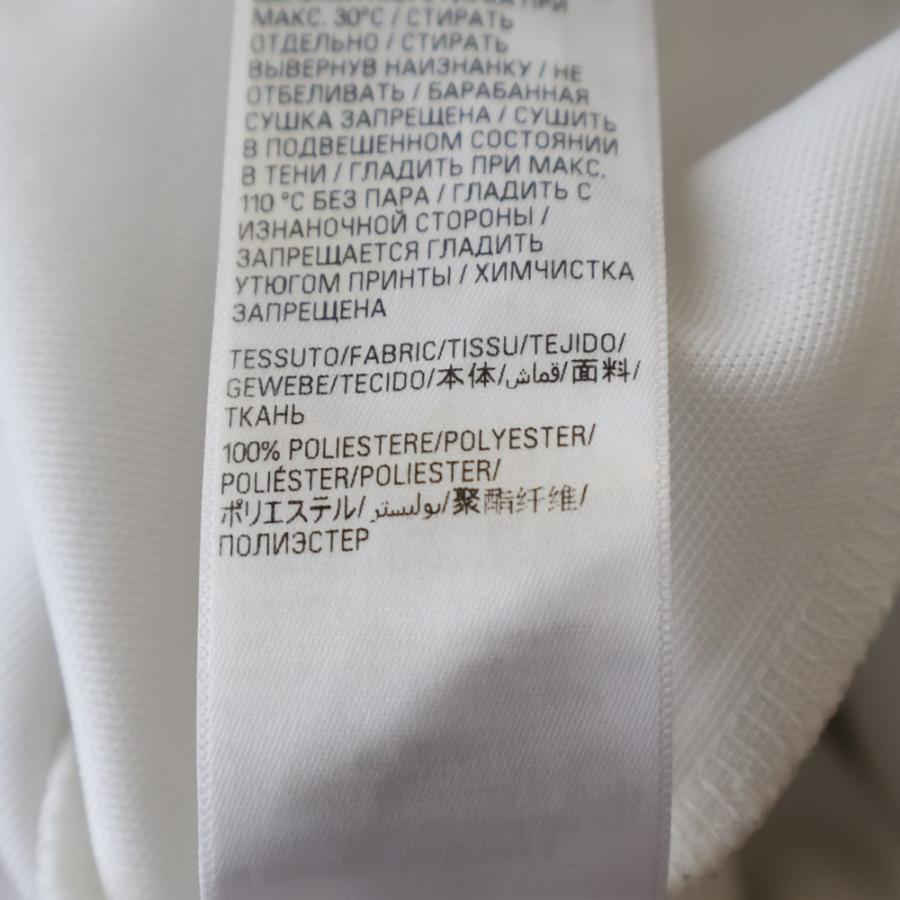 МАКС. 30°C / СТИРАТЬ
ОТДЕЛЬНО / СТИРАТЬ
ВЫВЕРНУВ НАИЗНАНКУ / НЕ
ОТБЕЛИВАТЬ / БАРАБАННАЯ
СУШКА ЗАПРЕЩЕНА / СУШИТЬ
В ПОДВЕШЕННОМ СОСТОЯНИИ
В ТЕНИ / ГЛАДИТЬ ПРИ МАКС.
110 °C БЕЗ ПАРА / ГЛАДИТЬ С
ИЗНАНОЧНОЙ СТОРОНЫ /
ЗАПРЕЩАЕТСЯ ГЛАДИТЬ
УТЮГОМ ПРИНТЫ / ХИМЧИСТКА
ЗАПРЕЩЕНА
TESSUTO/FABRIC/TISSU/TEJIDO/
GEWEBE/TECIDO/本体/قماش/面料/
ТКАНЬ
100% POLIESTERE/POLYESTER/
POLIÉSTER/POLIESTER/
ポリエステル/بوليستر/聚酯纤维/
ПОЛИЭСТЕР